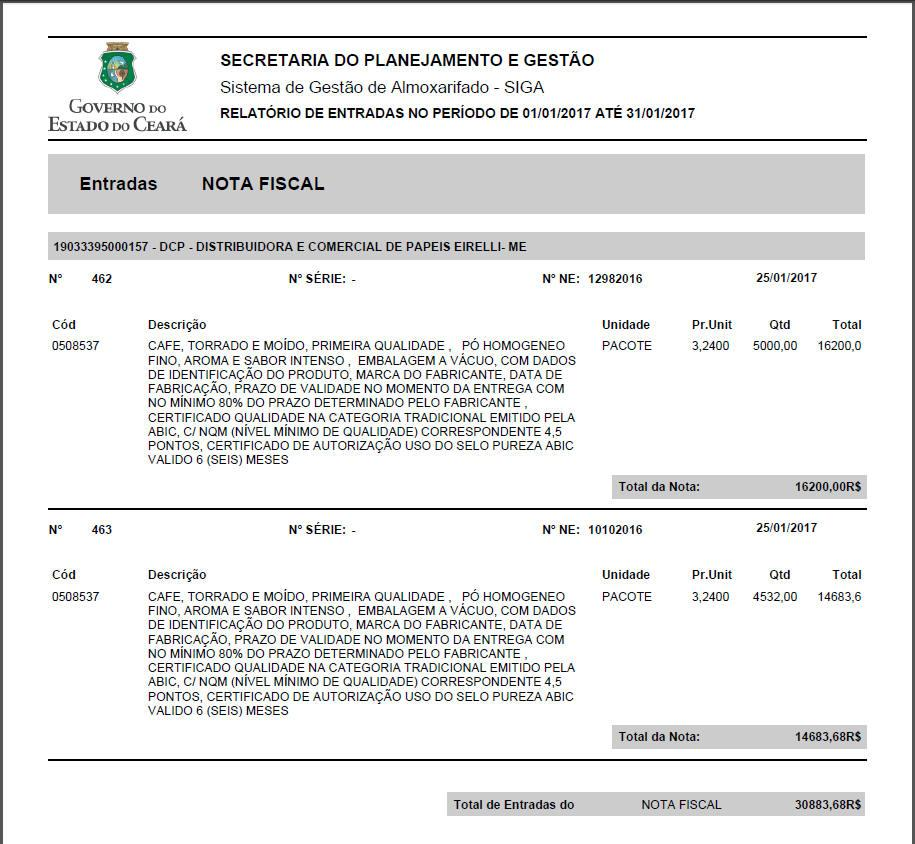 GOVERNO DO
ESTADO DO CEARÁ
SECRETARIA DO PLANEJAMENTO E GESTÃO
Sistema de Gestão de Almoxarifado - SIGA
RELATÓRIO DE ENTRADAS NO PERÍODO DE 01/01/2017 ATÉ 31/01/2017
Entradas NOTA FISCAL
19033395000157 - DCP - DISTRIBUIDORA E COMERCIAL DE PAPEIS EIRELLI- ME
Nº 462 Nº SÉRIE: - Nº NE: 12982016 25/01/2017
Cód Descrição Unidade Pr.Unit Qtd Total
0508537 CAFE, TORRADO E MOÍDO, PRIMEIRA QUALIDADE , PÓ HOMOGENEO PACOTE 3,2400 5000,00 16200,0
FINO, AROMA E SABOR INTENSO , EMBALAGEM A VÁCUO, COM DADOS
DE IDENTIFICAÇÃO DO PRODUTO, MARCA DO FABRICANTE, DATA DE
FABRICAÇÃO, PRAZO DE VALIDADE NO MOMENTO DA ENTREGA COM
NO MÍNIMO 80% DO PRAZO DETERMINADO PELO FABRICANTE ,
CERTIFICADO QUALIDADE NA CATEGORIA TRADICIONAL EMITIDO PELA
ABIC, C/ NQM (NÍVEL MÍNIMO DE QUALIDADE) CORRESPONDENTE 4,5
PONTOS, CERTIFICADO DE AUTORIZAÇÃO USO DO SELO PUREZA ABIC
VALIDO 6 (SEIS) MESES
Total da Nota: 16200,00R$
Nº 463 Nº SÉRIE: - Nº NE: 10102016 25/01/2017
Cód Descrição Unidade Pr.Unit Qtd Total
0508537 CAFE, TORRADO E MOÍDO, PRIMEIRA QUALIDADE , PÓ HOMOGENEO PACOTE 3,2400 4532,00 14683,6
FINO, AROMA E SABOR INTENSO , EMBALAGEM A VÁCUO, COM DADOS
DE IDENTIFICAÇÃO DO PRODUTO, MARCA DO FABRICANTE, DATA DE
FABRICAÇÃO, PRAZO DE VALIDADE NO MOMENTO DA ENTREGA COM
NO MÍNIMO 80% DO PRAZO DETERMINADO PELO FABRICANTE ,
CERTIFICADO QUALIDADE NA CATEGORIA TRADICIONAL EMITIDO PELA
ABIC, C/ NQM (NÍVEL MÍNIMO DE QUALIDADE) CORRESPONDENTE 4,5
PONTOS, CERTIFICADO DE AUTORIZAÇÃO USO DO SELO PUREZA ABIC
VALIDO 6 (SEIS) MESES
Total da Nota: 14683,68R$
Total de Entradas do NOTA FISCAL 30883,68R$